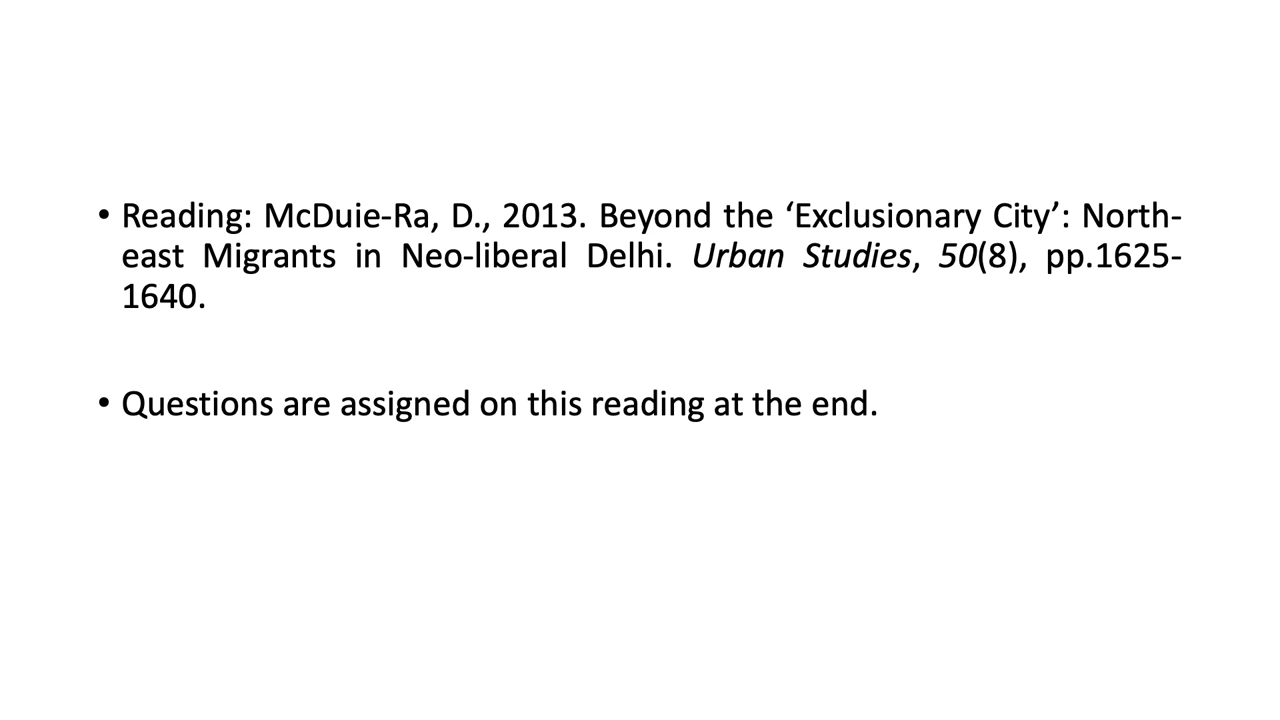 • Reading: McDuie-Ra, D., 2013. Beyond the ‘Exclusionary City’: North-
east Migrants in Neo-liberal Delhi. Urban Studies, 50(8), pp.1625-
1640.
• Questions are assigned on this reading at the end.